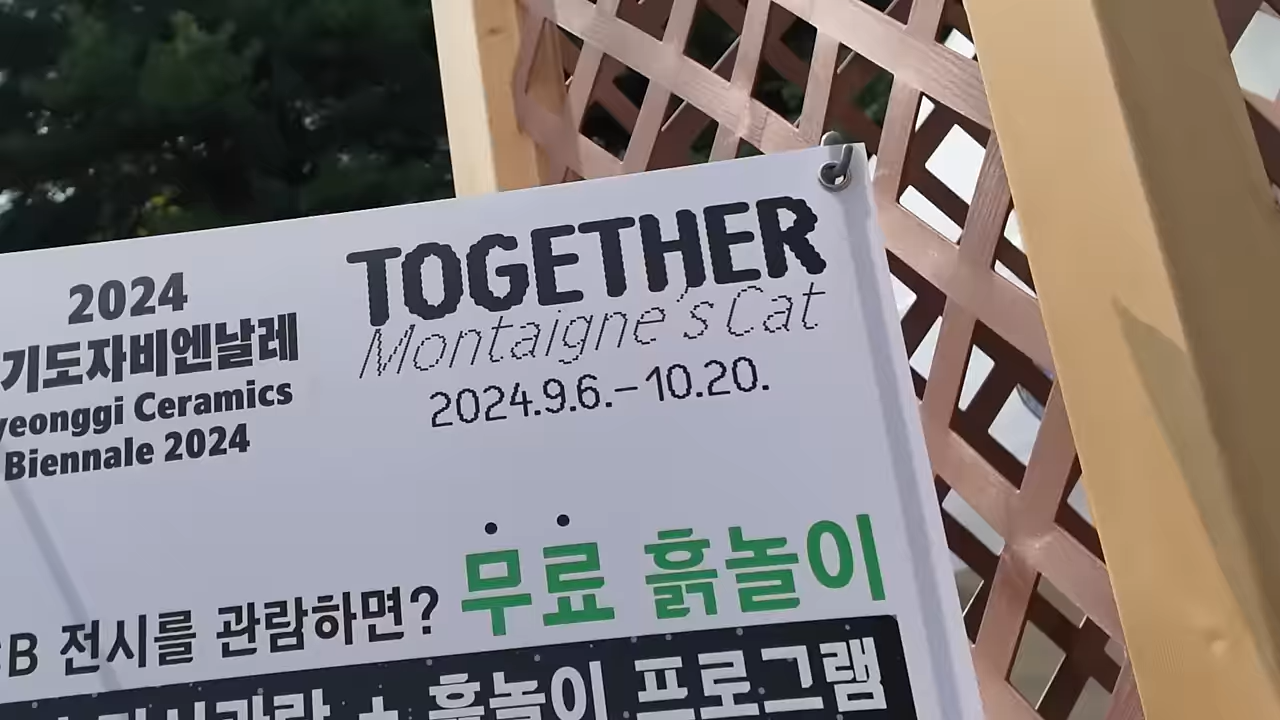 2024
기도자비엔날레
yeonggi Ceramics
Biennale 2024
TOGETHER
Montaigne's Cat
2024.9.6.–10.20.
B 전시를 관람하면? 무료 흙놀이
+ 흙놀이 프로그램